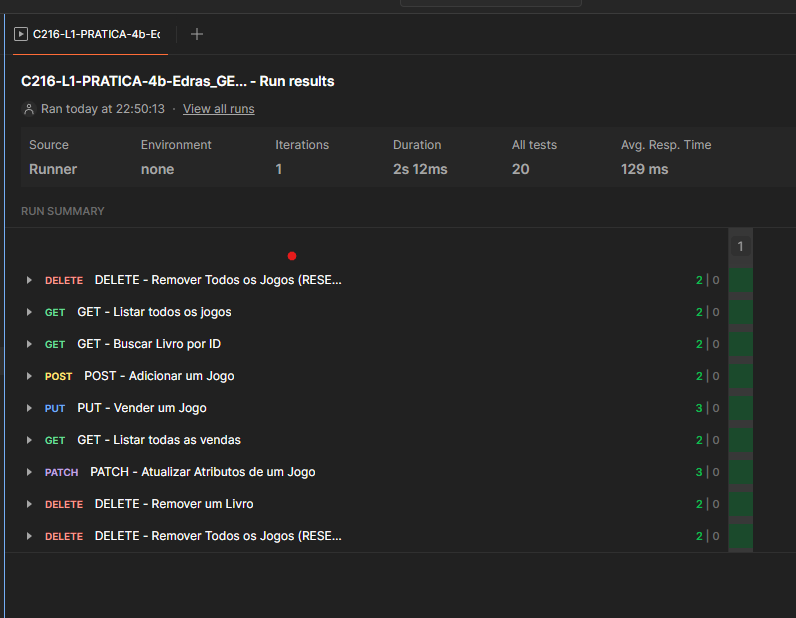 C216-L1-PRATICA-4b-Ec
C216-L1-PRATICA-4b-Edras_GE... - Run results
Ran today at 22:50:13 · View all runs
Source Environment Iterations Duration All tests Avg. Resp. Time
Runner none 1 2s 12ms 20 129 ms
RUN SUMMARY
1
DELETE DELETE - Remover Todos os Jogos (RESE... 2 | 0
GET GET - Listar todos os jogos 2 | 0
GET GET - Buscar Livro por ID 2 | 0
POST POST - Adicionar um Jogo 2 | 0
PUT PUT - Vender um Jogo 3 | 0
GET GET - Listar todas as vendas 2 | 0
PATCH PATCH - Atualizar Atributos de um Jogo 3 | 0
DELETE DELETE - Remover um Livro 2 | 0
DELETE DELETE - Remover Todos os Jogos (RESE... 2 | 0